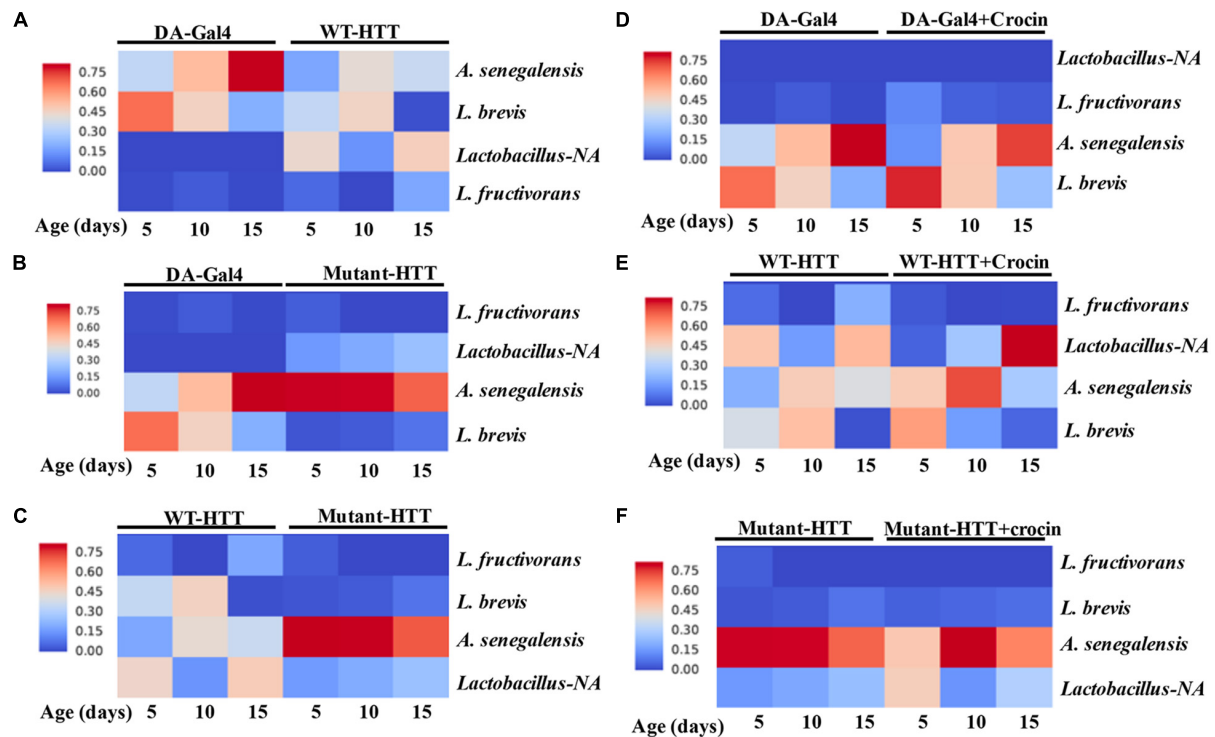 A
DA-Gal4 WT-HTT
0.75
0.60
0.45
0.30
0.15
0.00
A. senegalensis
L. brevis
Lactobacillus-NA
L. fructivorans
Age (days) 5 10 15 5 10 15
B
DA-Gal4 Mutant-HTT
0.75
0.60
0.45
0.30
0.15
0.00
L. fructivorans
Lactobacillus-NA
A. senegalensis
L. brevis
Age (days) 5 10 15 5 10 15
C
WT-HTT Mutant-HTT
0.75
0.60
0.45
0.30
0.15
0.00
L. fructivorans
L. brevis
A. senegalensis
Lactobacillus-NA
Age (days) 5 10 15 5 10 15
D
DA-Gal4 DA-Gal4+Crocin
0.75
0.60
0.45
0.30
0.15
0.00
Lactobacillus-NA
L. fructivorans
A. senegalensis
L. brevis
Age (days) 5 10 15 5 10 15
E
WT-HTT WT-HTT+Crocin
0.75
0.60
0.45
0.30
0.15
0.00
L. fructivorans
Lactobacillus-NA
A. senegalensis
L. brevis
Age (days) 5 10 15 5 10 15
F
Mutant-HTT Mutant-HTT+crocin
0.75
0.60
0.45
0.30
0.15
0.00
L. fructivorans
L. brevis
A. senegalensis
Lactobacillus-NA
Age (days) 5 10 15 5 10 15